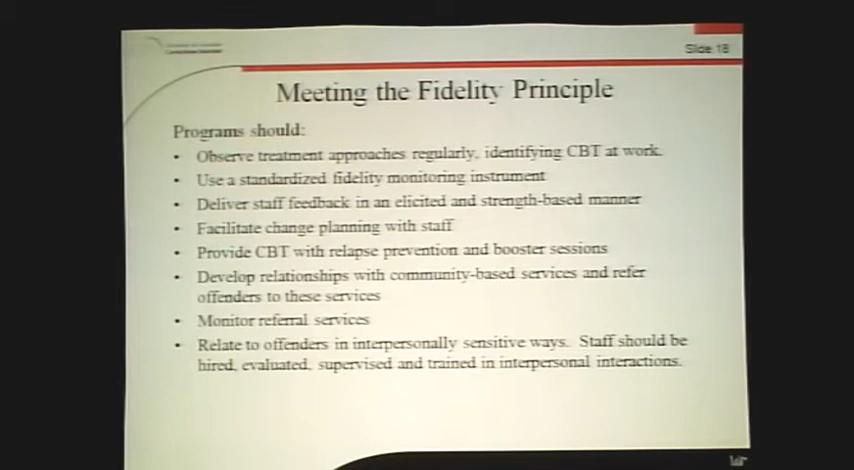 Slide 18
Meeting the Fidelity Principle
Programs should:
• Observe treatment approaches regularly, identifying CBT at work.
• Use a standardized fidelity monitoring instrument
• Deliver staff feedback in an elicited and strength-based manner
• Facilitate change planning with staff
• Provide CBT with relapse prevention and booster sessions
• Develop relationships with community-based services and refer
offenders to these services
• Monitor referral services
• Relate to offenders in interpersonally sensitive ways. Staff should be
hired, evaluated, supervised and trained in interpersonal interactions.